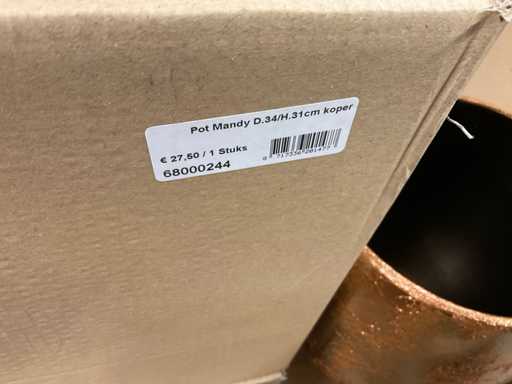 Pot Mandy D.34/H.31cm koper
€ 27,50 / 1 Stuks
68000244